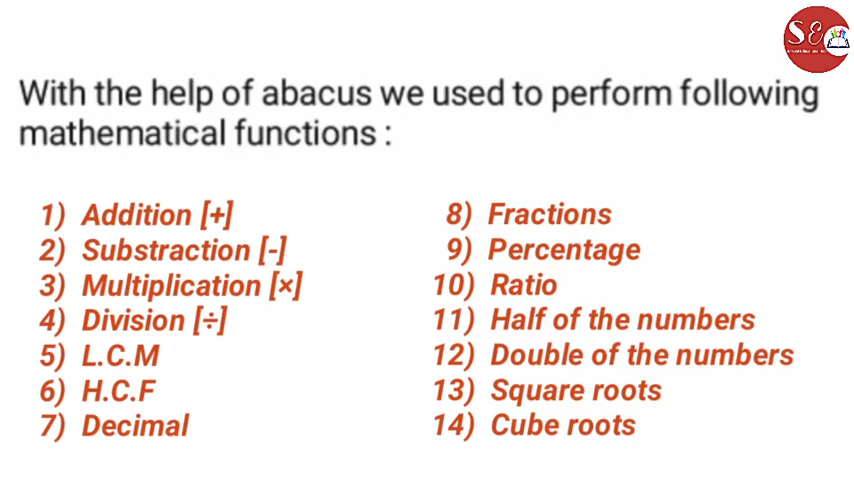 SEC
With the help of abacus we used to perform following
mathematical functions :
1) Addition [+]
2) Substraction [-]
3) Multiplication [×]
4) Division [÷]
5) L.C.M
6) H.C.F
7) Decimal
8) Fractions
9) Percentage
10) Ratio
11) Half of the numbers
12) Double of the numbers
13) Square roots
14) Cube roots